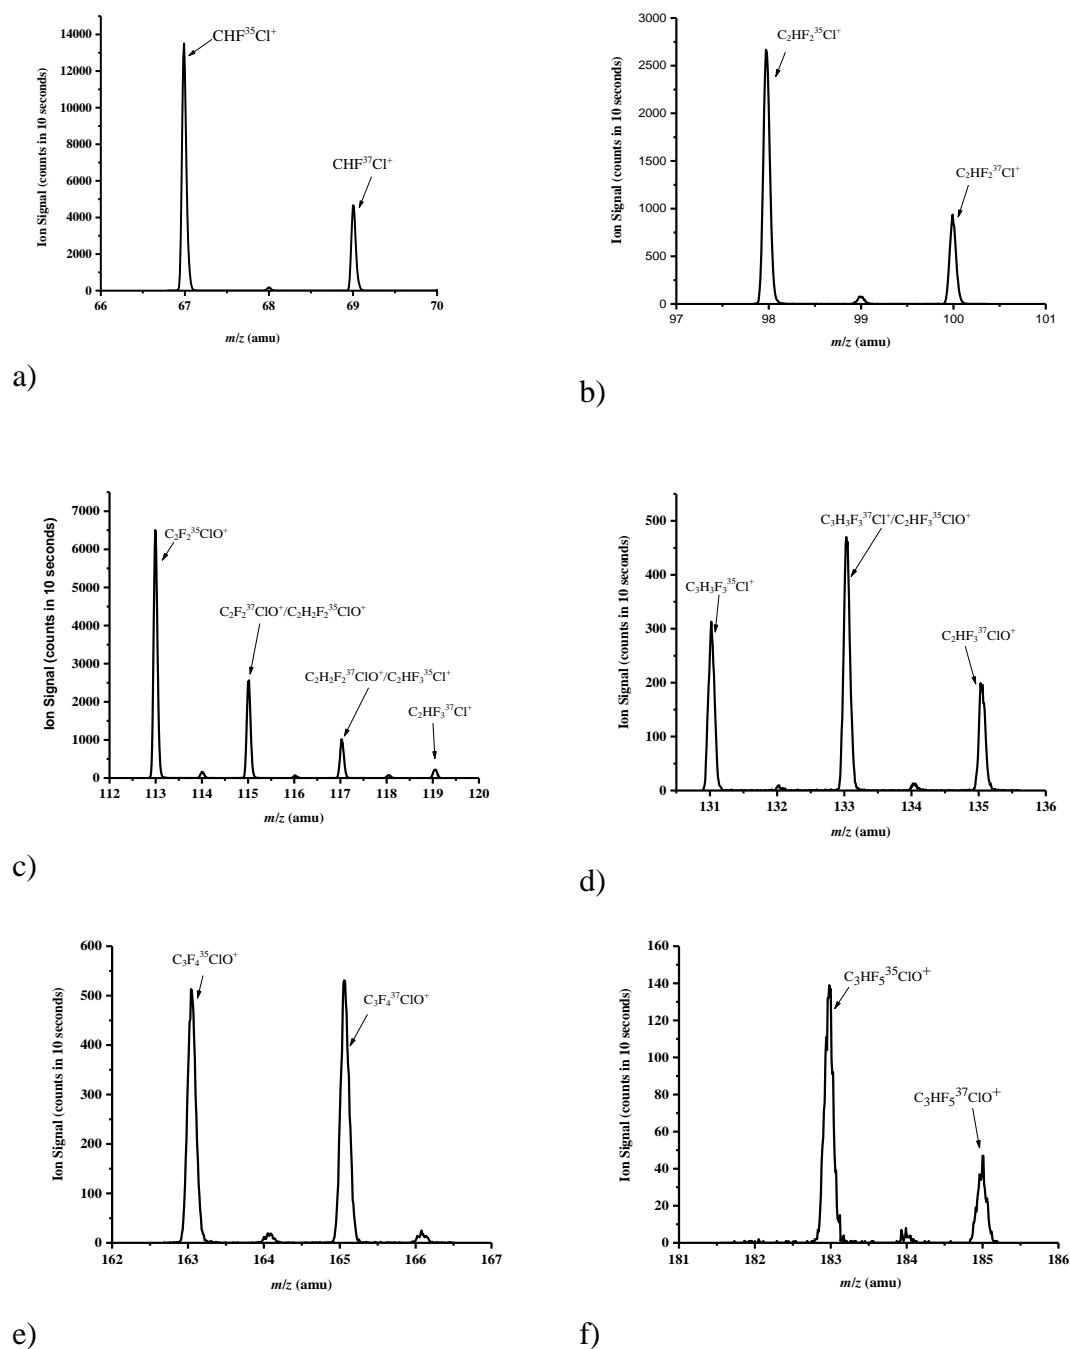 14000
12000
10000
8000
6000
4000
2000
0
Ion Signal (counts in 10 seconds)
CHF³⁵Cl⁺
CHF³⁷Cl⁺
66 67 68 69 70
m/z (amu)
a)
3000
2500
2000
1500
1000
500
0
Ion Signal (counts in 10 seconds)
C₂HF₂³⁵Cl⁺
C₂HF₂³⁷Cl⁺
97 98 99 100 101
m/z (amu)
b)
7000
6000
5000
4000
3000
2000
1000
0
Ion Signal (counts in 10 seconds)
C₂F₂³⁵ClO⁺
C₂F₂³⁷ClO⁺/C₂H₂F₂³⁵ClO⁺
C₂H₂F₂³⁷ClO⁺/C₂HF₃³⁵Cl⁺
C₂HF₃³⁷Cl⁺
112 113 114 115 116 117 118 119 120
m/z (amu)
c)
500
400
300
200
100
0
Ion Signal (counts in 10 seconds)
C₃H₃F₃³⁷Cl⁺/C₂HF₃³⁵ClO⁺
C₃H₃F₃³⁵Cl⁺
C₂HF₃³⁷ClO⁺
131 132 133 134 135 136
m/z (amu)
d)
600
500
400
300
200
100
0
Ion Signal (counts in 10 seconds)
C₃F₄³⁵ClO⁺
C₃F₄³⁷ClO⁺
162 163 164 165 166 167
m/z (amu)
e)
160
140
120
100
80
60
40
20
0
Ion Signal (counts in 10 seconds)
C₃HF₅³⁵ClO⁺
C₃HF₅³⁷ClO⁺
181 182 183 184 185 186
m/z (amu)
f)